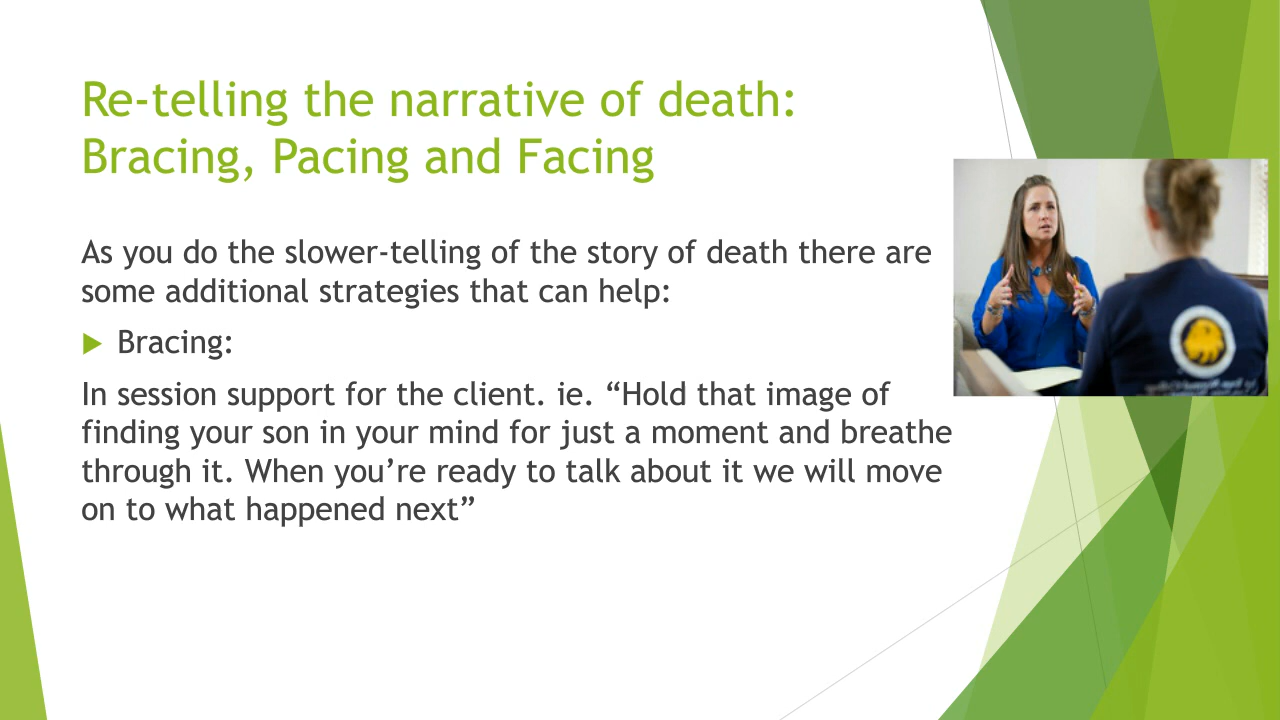 Re-telling the narrative of death:
Bracing, Pacing and Facing
As you do the slower-telling of the story of death there are
some additional strategies that can help:
Bracing:
In session support for the client. ie. “Hold that image of
finding your son in your mind for just a moment and breathe
through it. When you’re ready to talk about it we will move
on to what happened next”